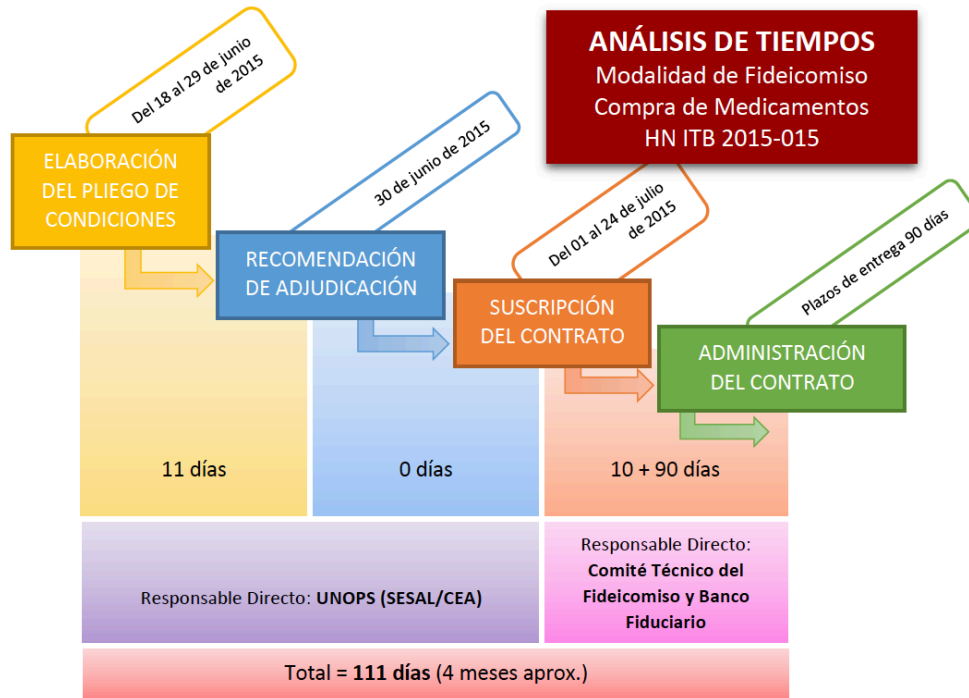 ANÁLISIS DE TIEMPOS
Modalidad de Fideicomiso
Compra de Medicamentos
HN ITB 2015-015
Del 18 al 29 de junio
de 2015
ELABORACIÓN
DEL PLIEGO DE
CONDICIONES
30 de junio de 2015
RECOMENDACIÓN
DE ADJUDICACIÓN
Del 01 al 24 de julio
de 2015
SUSCRIPCIÓN
DEL CONTRATO
Plazos de entrega 90 días
ADMINISTRACIÓN
DEL CONTRATO
11 días
0 días
10 + 90 días
Responsable Directo: UNOPS (SESAL/CEA)
Responsable Directo:
Comité Técnico del
Fideicomiso y Banco
Fiduciario
Total = 111 días (4 meses aprox.)